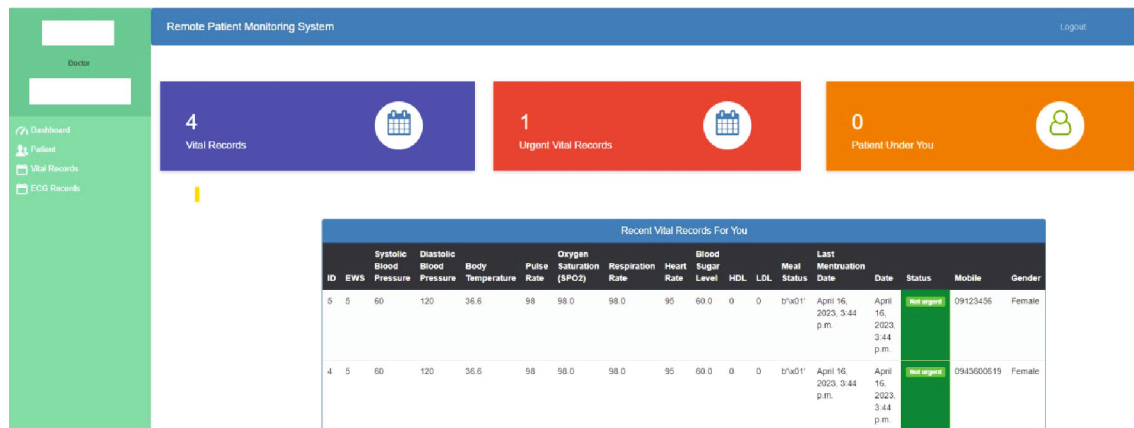 Remote Patient Monitoring System
Logout
Doctor
Dashboard
Patient
Vital Records
ECG Records
4
Vital Records
1
Urgent Vital Records
0
Patient Under You
Recent Vital Records For You
ID EWS Systolic Blood Pressure Diastolic Blood Pressure Body Temperature Pulse Rate Oxygen Saturation (SPO2) Respiration Rate Heart Rate Blood Sugar Level HDL LDL Meal Status Last Mentruation Date Date Status Mobile Gender
5 5 60 120 36.6 98 98.0 98.0 95 60.0 0 0 b'\x01' April 16, 2023, 3:44 p.m. April 16, 2023, 3:44 p.m. Not urgent 09123456 Female
4 5 60 120 36.6 98 98.0 98.0 95 60.0 0 0 b'\x01' April 16, 2023, 3:44 p.m. April 16, 2023, 3:44 p.m. Not urgent 0945600619 Female